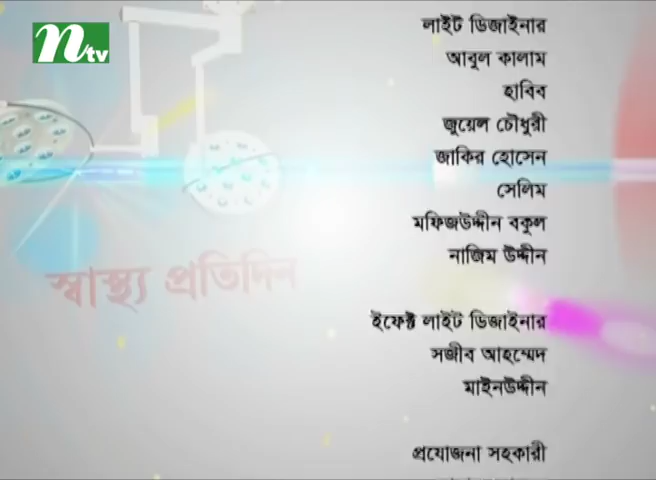 ntv
লাইট ডিজাইনার
আবুল কালাম
হাবিব
জুয়েল চৌধুরী
জাকির হোসেন
সেলিম
মফিজউদ্দীন বকুল
নাজিম উদ্দীন
স্বাস্থ্য প্রতিদিন
ইফেক্ট লাইট ডিজাইনার
সজীব আহম্মেদ
মাইনউদ্দীন
প্রযোজনা সহকারী